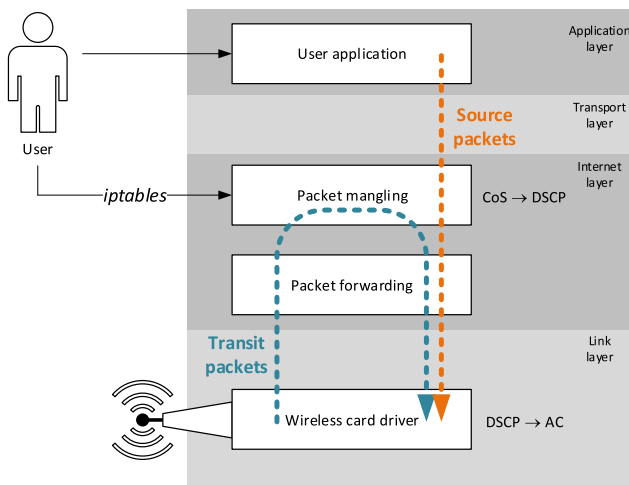 Application
layer
User application
Transport
layer
Source
packets
User
Internet
layer
iptables
Packet mangling
CoS → DSCP
Packet forwarding
Link
layer
Transit
packets
Wireless card driver
DSCP → AC